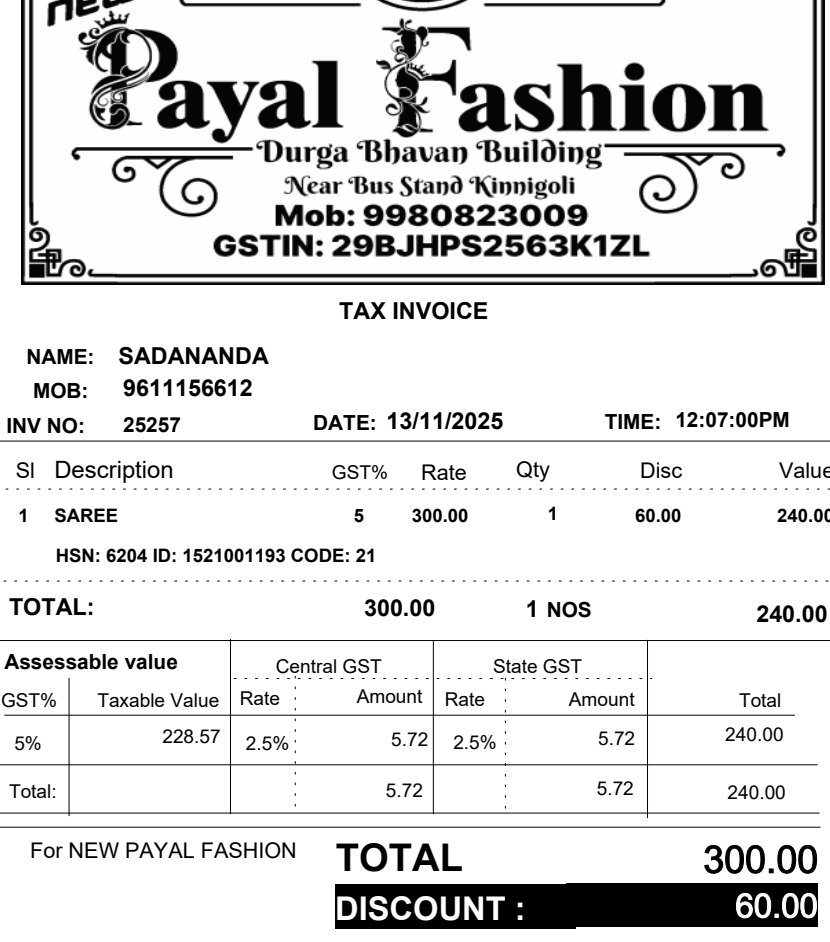 new
Payal Fashion
Durga Bhavan Building
Near Bus Stand Kinnigoli
Mob: 9980823009
GSTIN: 29BJHPS2563K1ZL
TAX INVOICE
NAME: SADANANDA
MOB: 9611156612
INV NO: 25257 DATE: 13/11/2025 TIME: 12:07:00PM
Sl Description GST% Rate Qty Disc Value
1 SAREE 5 300.00 1 60.00 240.00
HSN: 6204 ID: 1521001193 CODE: 21
TOTAL: 300.00 1 NOS 240.00
Assessable value Central GST State GST
GST% Taxable Value Rate Amount Rate Amount Total
5% 228.57 2.5% 5.72 2.5% 5.72 240.00
Total: 5.72 5.72 240.00
For NEW PAYAL FASHION TOTAL 300.00
DISCOUNT : 60.00